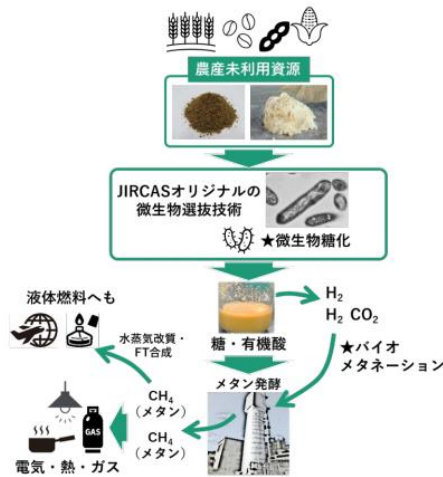 農産未利用資源
JIRCASオリジナルの
微生物選抜技術
★微生物糖化
液体燃料へも
水蒸気改質・
FT合成
糖・有機酸
H₂
H₂ CO₂
★バイオ
メタネーション
メタン発酵
CH₄
（メタン）
CH₄
（メタン）
GAS
電気・熱・ガス